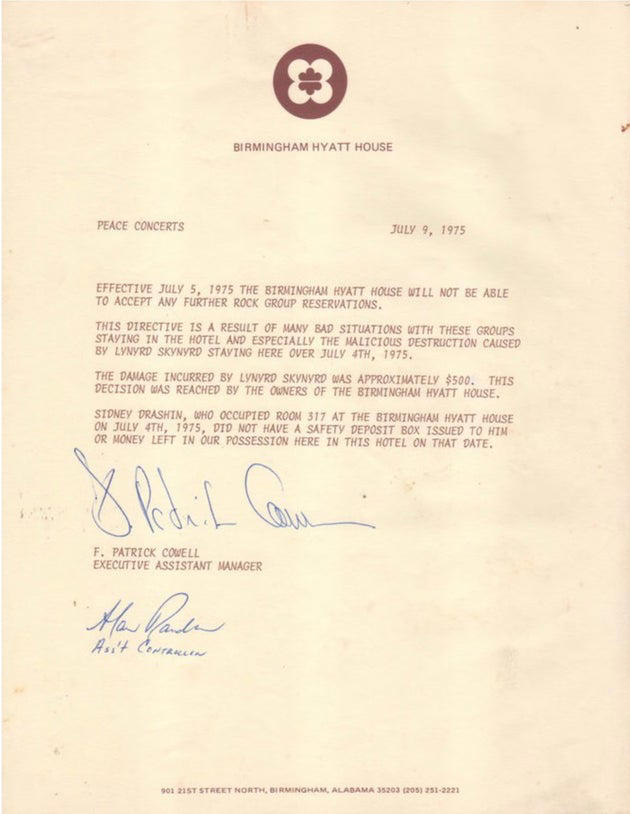 BIRMINGHAM HYATT HOUSE
PEACE CONCERTS
JULY 9, 1975
EFFECTIVE JULY 5, 1975 THE BIRMINGHAM HYATT HOUSE WILL NOT BE ABLE
TO ACCEPT ANY FURTHER ROCK GROUP RESERVATIONS.
THIS DIRECTIVE IS A RESULT OF MANY BAD SITUATIONS WITH THESE GROUPS
STAYING IN THE HOTEL AND ESPECIALLY THE MALICIOUS DESTRUCTION CAUSED
BY LYNYRD SKYNYRD STAYING HERE OVER JULY 4TH, 1975.
THE DAMAGE INCURRED BY LYNYRD SKYNYRD WAS APPROXIMATELY $500. THIS
DECISION WAS REACHED BY THE OWNERS OF THE BIRMINGHAM HYATT HOUSE.
SIDNEY DRASHIN, WHO OCCUPIED ROOM 317 AT THE BIRMINGHAM HYATT HOUSE
ON JULY 4TH, 1975, DID NOT HAVE A SAFETY DEPOSIT BOX ISSUED TO HIM
OR MONEY LEFT IN OUR POSSESSION HERE IN THIS HOTEL ON THAT DATE.
F. Patrick Cowell
F. PATRICK COWELL
EXECUTIVE ASSISTANT MANAGER
Alan
Ass't Controller
901 21ST STREET NORTH, BIRMINGHAM, ALABAMA 35203 (205) 251-2221